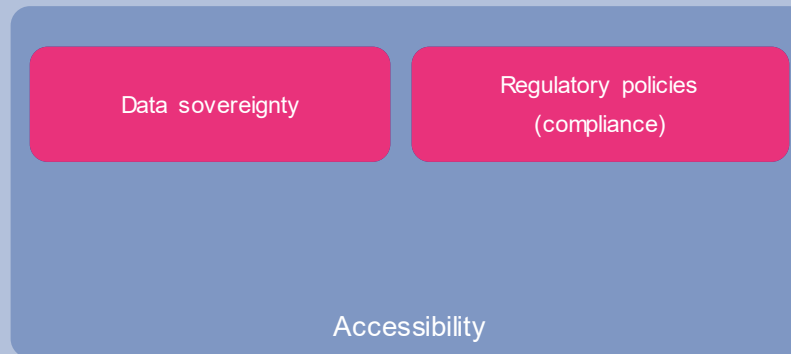 Data sovereignty
Regulatory policies
(compliance)
Accessibility